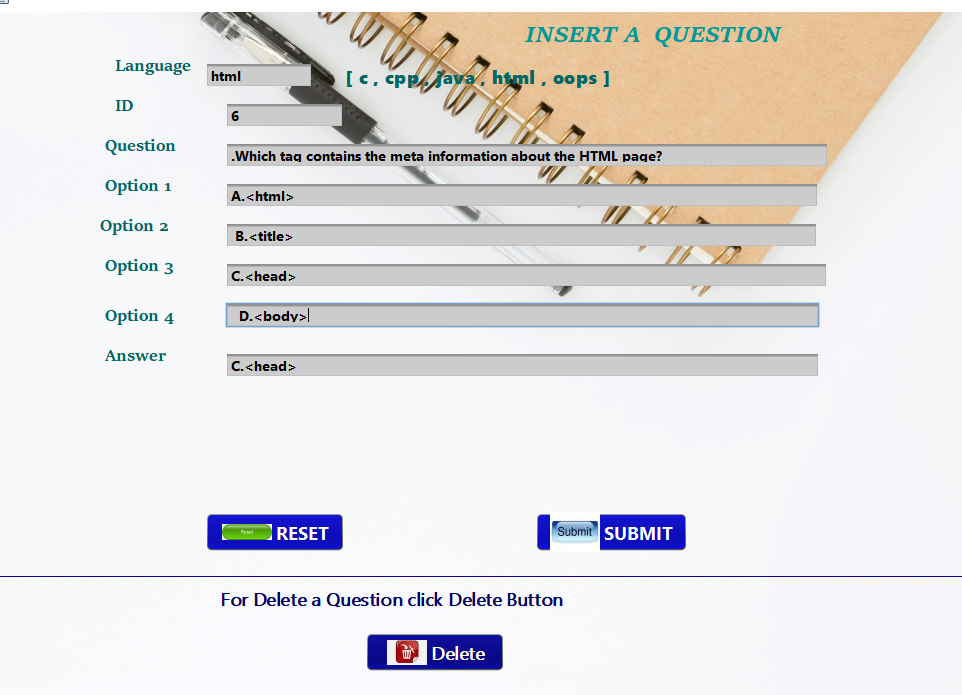 INSERT A QUESTION
Language html [ c , cpp , java , html , oops ]
ID 6
Question .Which tag contains the meta information about the HTML page?
Option 1 A.<html>
Option 2 B.<title>
Option 3 C.<head>
Option 4 D.<body>
Answer C.<head>
Reset RESET Submit SUBMIT
For Delete a Question click Delete Button
Delete